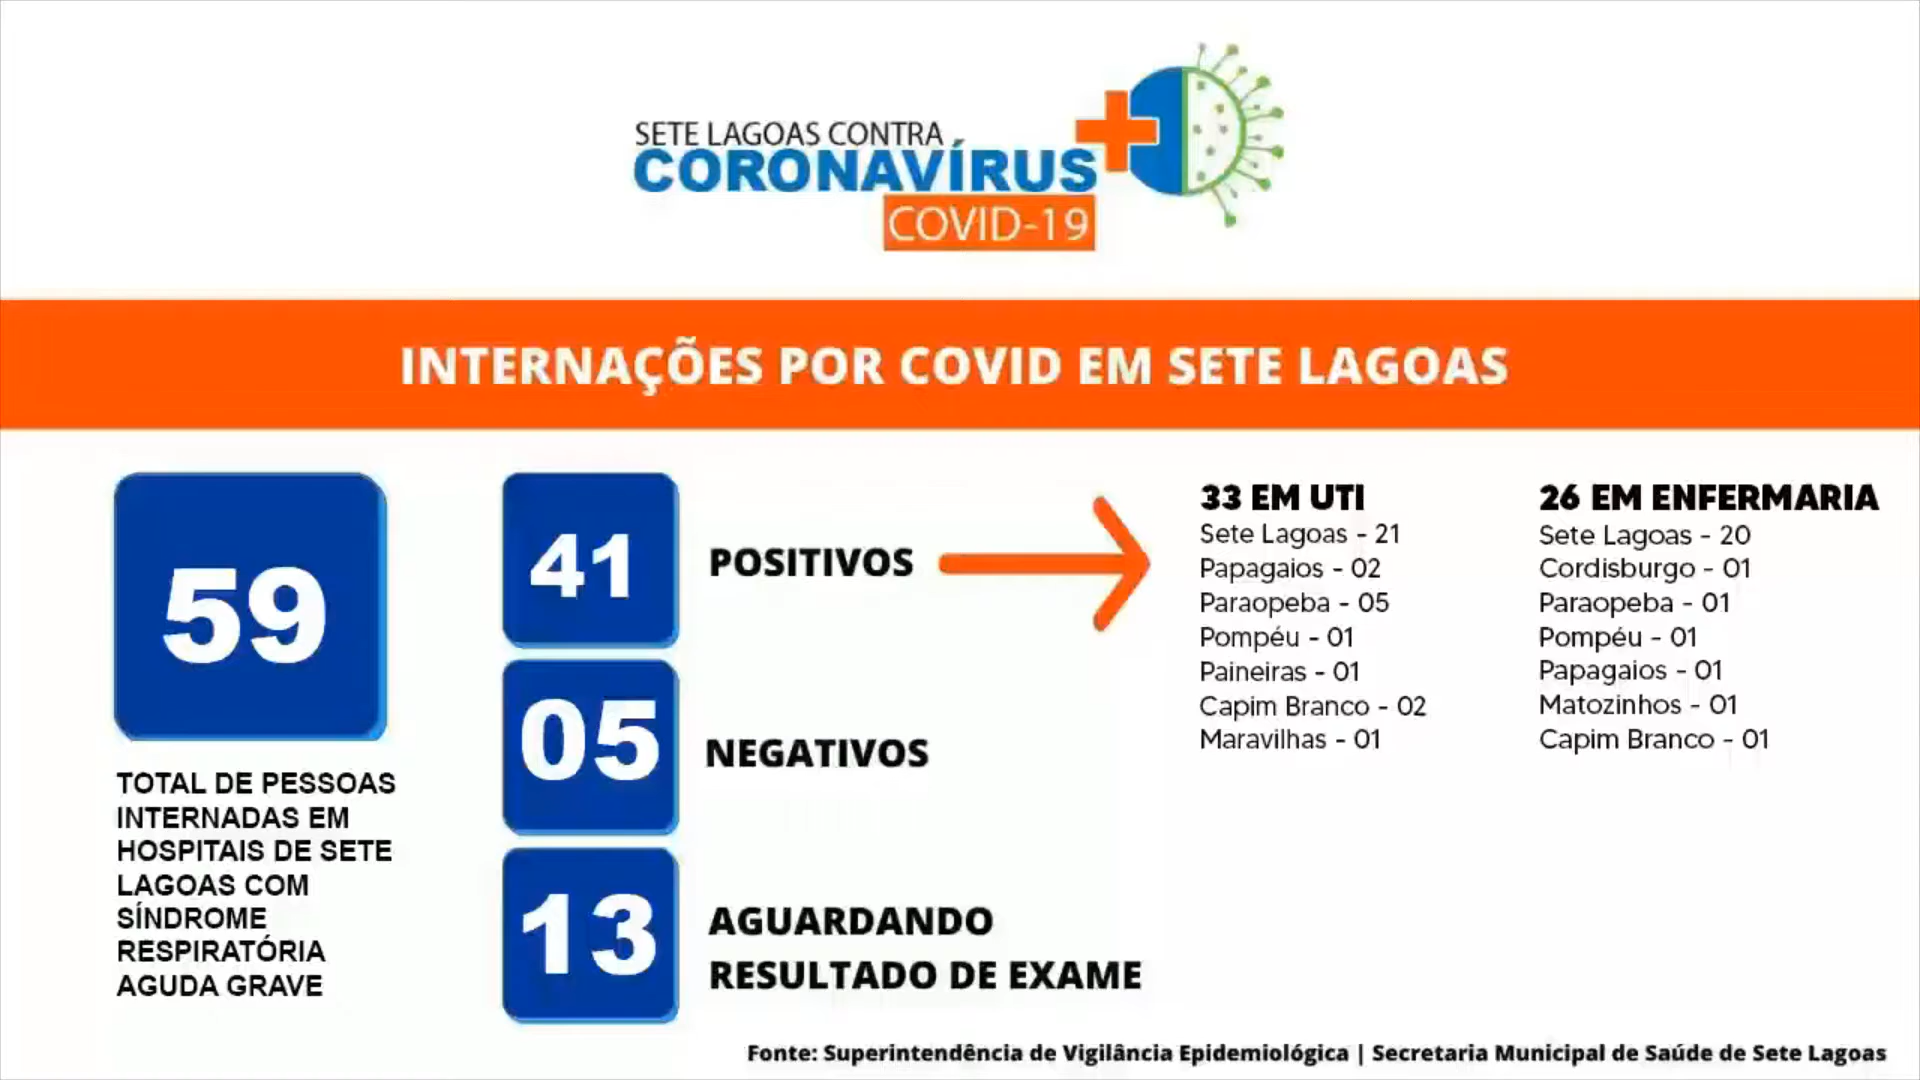 SETE LAGOAS CONTRA
CORONAVÍRUS
COVID-19
INTERNAÇÕES POR COVID EM SETE LAGOAS
59
TOTAL DE PESSOAS
INTERNADAS EM
HOSPITAIS DE SETE
LAGOAS COM
SÍNDROME
RESPIRATÓRIA
AGUDA GRAVE
41
POSITIVOS
05
NEGATIVOS
13
AGUARDANDO
RESULTADO DE EXAME
33 EM UTI
Sete Lagoas - 21
Papagaios - 02
Paraopeba - 05
Pompéu - 01
Paineiras - 01
Capim Branco - 02
Maravilhas - 01
26 EM ENFERMARIA
Sete Lagoas - 20
Cordisburgo - 01
Paraopeba - 01
Pompéu - 01
Papagaios - 01
Matozinhos - 01
Capim Branco - 01
Fonte: Superintendência de Vigilância Epidemiológica | Secretaria Municipal de Saúde de Sete Lagoas